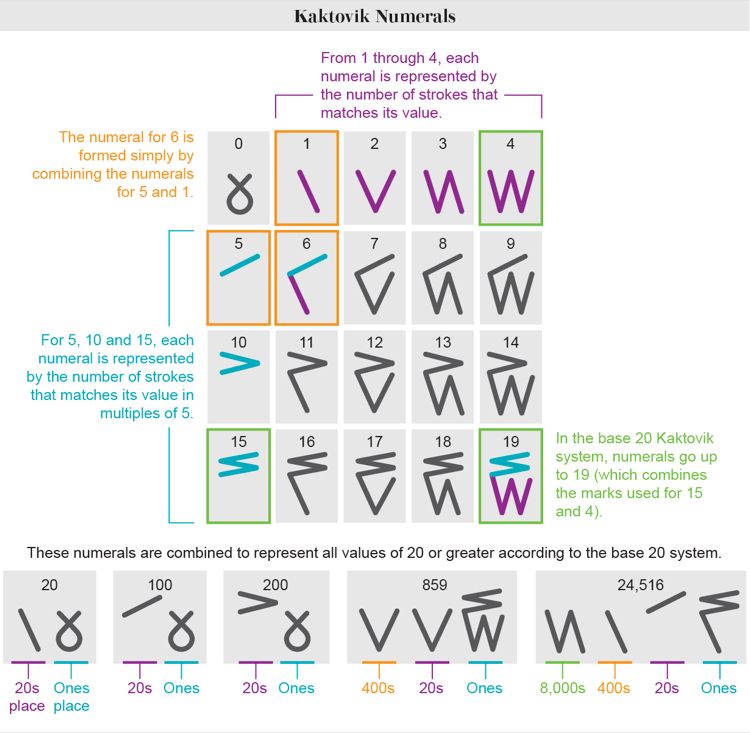 Kaktovik Numerals
From 1 through 4, each
numeral is represented by
the number of strokes that
matches its value.
The numeral for 6 is
formed simply by
combining the numerals
for 5 and 1.
0 1 2 3 4
5 6 7 8 9
For 5, 10 and 15, each
numeral is represented
by the number of strokes
that matches its value in
multiples of 5.
10 11 12 13 14
15 16 17 18 19
In the base 20 Kaktovik
system, numerals go up
to 19 (which combines
the marks used for 15
and 4).
These numerals are combined to represent all values of 20 or greater according to the base 20 system.
20 100 200 859 24,516
𝋁𝋀 𝋅𝋀 𝋊𝋀 𝋂𝋂𝋓 𝋃𝋁𝋅𝋐
20s Ones 20s Ones 20s Ones 400s 20s Ones 8,000s 400s 20s Ones
place place